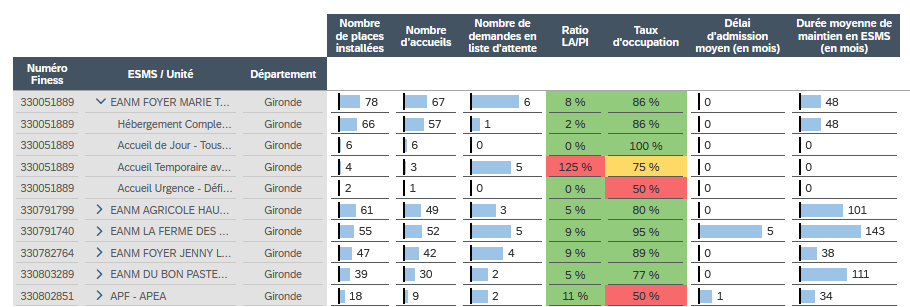 Nombre de places installées Nombre d'accueils Nombre de demandes en liste d'attente Ratio LA/PI Taux d'occupation Délai d'admission moyen (en mois) Durée moyenne de maintien en ESMS (en mois)
Numéro Finess ESMS / Unité Département
330051889 EANM FOYER MARIE T... Gironde 78 67 6 8 % 86 % 0 48
330051889 Hébergement Comple... Gironde 66 57 1 2 % 86 % 0 48
330051889 Accueil de Jour - Tous... Gironde 6 6 0 0 % 100 % 0 0
330051889 Accueil Temporaire av... Gironde 4 3 5 125 % 75 % 0 0
330051889 Accueil Urgence - Défi... Gironde 2 1 0 0 % 50 % 0 0
330791799 EANM AGRICOLE HAU... Gironde 61 49 3 5 % 80 % 0 101
330791740 EANM LA FERME DES ... Gironde 55 52 5 9 % 95 % 5 143
330782764 EANM FOYER JENNY L... Gironde 47 42 4 9 % 89 % 0 38
330803289 EANM DU BON PASTE... Gironde 39 30 2 5 % 77 % 0 111
330802851 APF - APEA Gironde 18 9 2 11 % 50 % 1 34